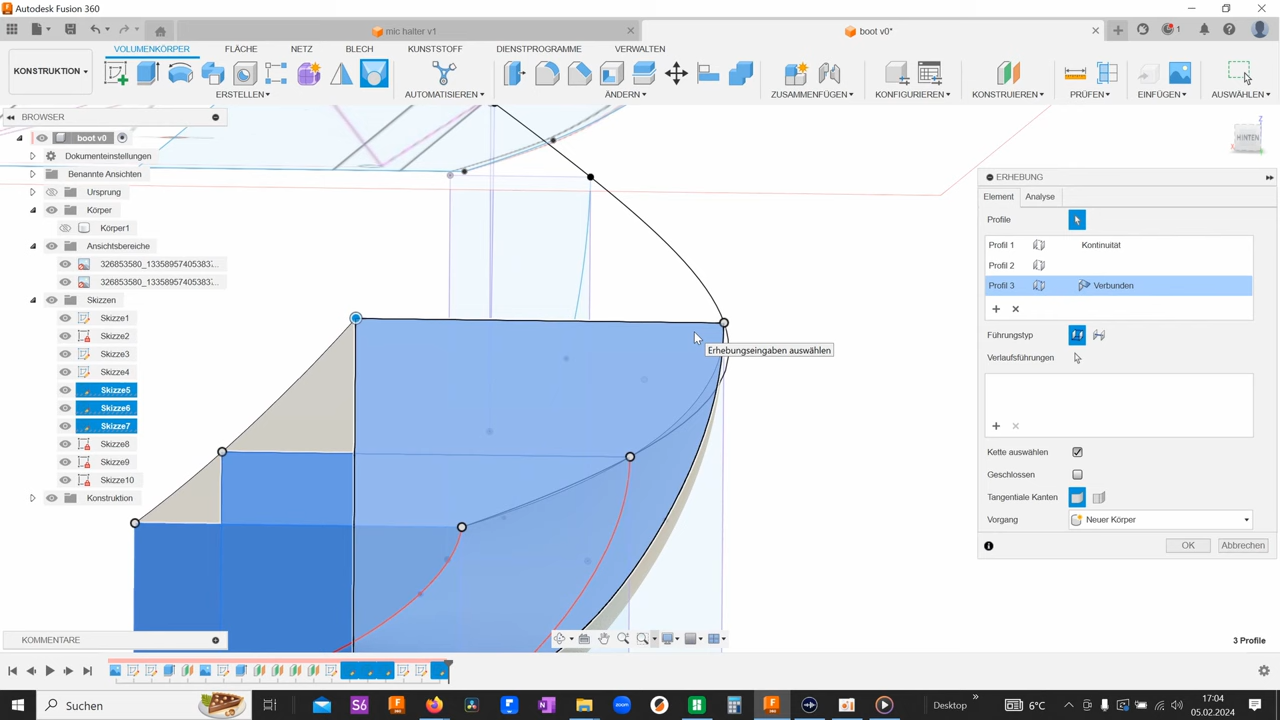 Autodesk Fusion 360
mic halter v1
boot v0*
1
KONSTRUKTION
VOLUMENKÖRPER FLÄCHE NETZ BLECH KUNSTSTOFF DIENSTPROGRAMME VERWALTEN
ERSTELLEN AUTOMATISIEREN ÄNDERN ZUSAMMENFÜGEN KONFIGURIEREN KONSTRUIEREN PRÜFEN EINFÜGEN AUSWÄHLEN
BROWSER
boot v0
Dokumenteinstellungen
Benannte Ansichten
Ursprung
Körper
Körper1
Ansichtsbereiche
326853580_13358957405383...
326853580_13358957405383...
Skizzen
Skizze1
Skizze2
Skizze3
Skizze4
Skizze5
Skizze6
Skizze7
Skizze8
Skizze9
Skizze10
Konstruktion
Z
HINTEN
X
ERHEBUNG
Element Analyse
Profile
Profil 1 Kontinuität
Profil 2
Profil 3 Verbunden
Führungstyp
Verlaufsführungen
Kette auswählen
Geschlossen
Tangentiale Kanten
Vorgang Neuer Körper
OK Abbrechen
Erhebungseingaben auswählen
KOMMENTARE
3 Profile
Suchen
Desktop
6°C
17:04
05.02.2024